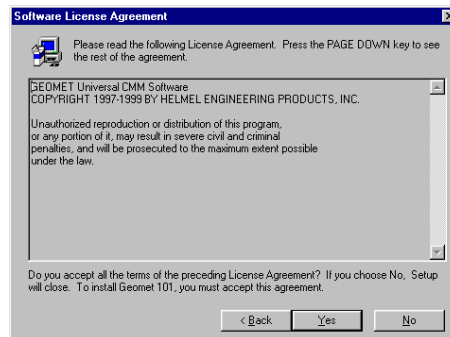 Software License Agreement
Please read the following License Agreement. Press the PAGE DOWN key to see
the rest of the agreement.
GEOMET Universal CMM Software
COPYRIGHT 1997-1999 BY HELMEL ENGINEERING PRODUCTS, INC.
Unauthorized reproduction or distribution of this program,
or any portion of it, may result in severe civil and criminal
penalties, and will be prosecuted to the maximum extent possible
under the law.
Do you accept all the terms of the preceding License Agreement? If you choose No, Setup
will close. To install Geomet 101, you must accept this agreement.
< Back Yes No